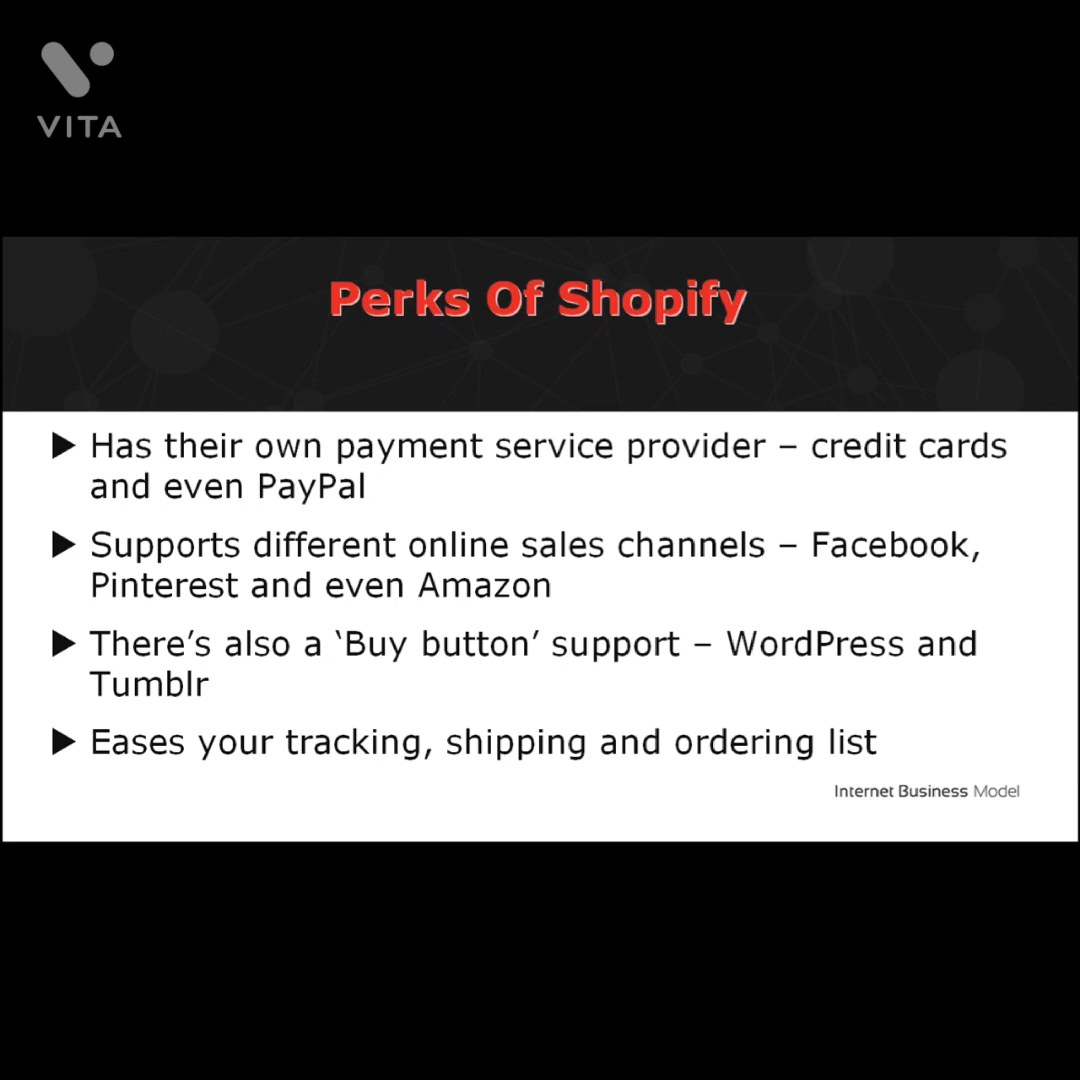 VITA
Perks Of Shopify
▶ Has their own payment service provider – credit cards
and even PayPal
▶ Supports different online sales channels – Facebook,
Pinterest and even Amazon
▶ There’s also a ‘Buy button’ support – WordPress and
Tumblr
▶ Eases your tracking, shipping and ordering list
Internet Business Model